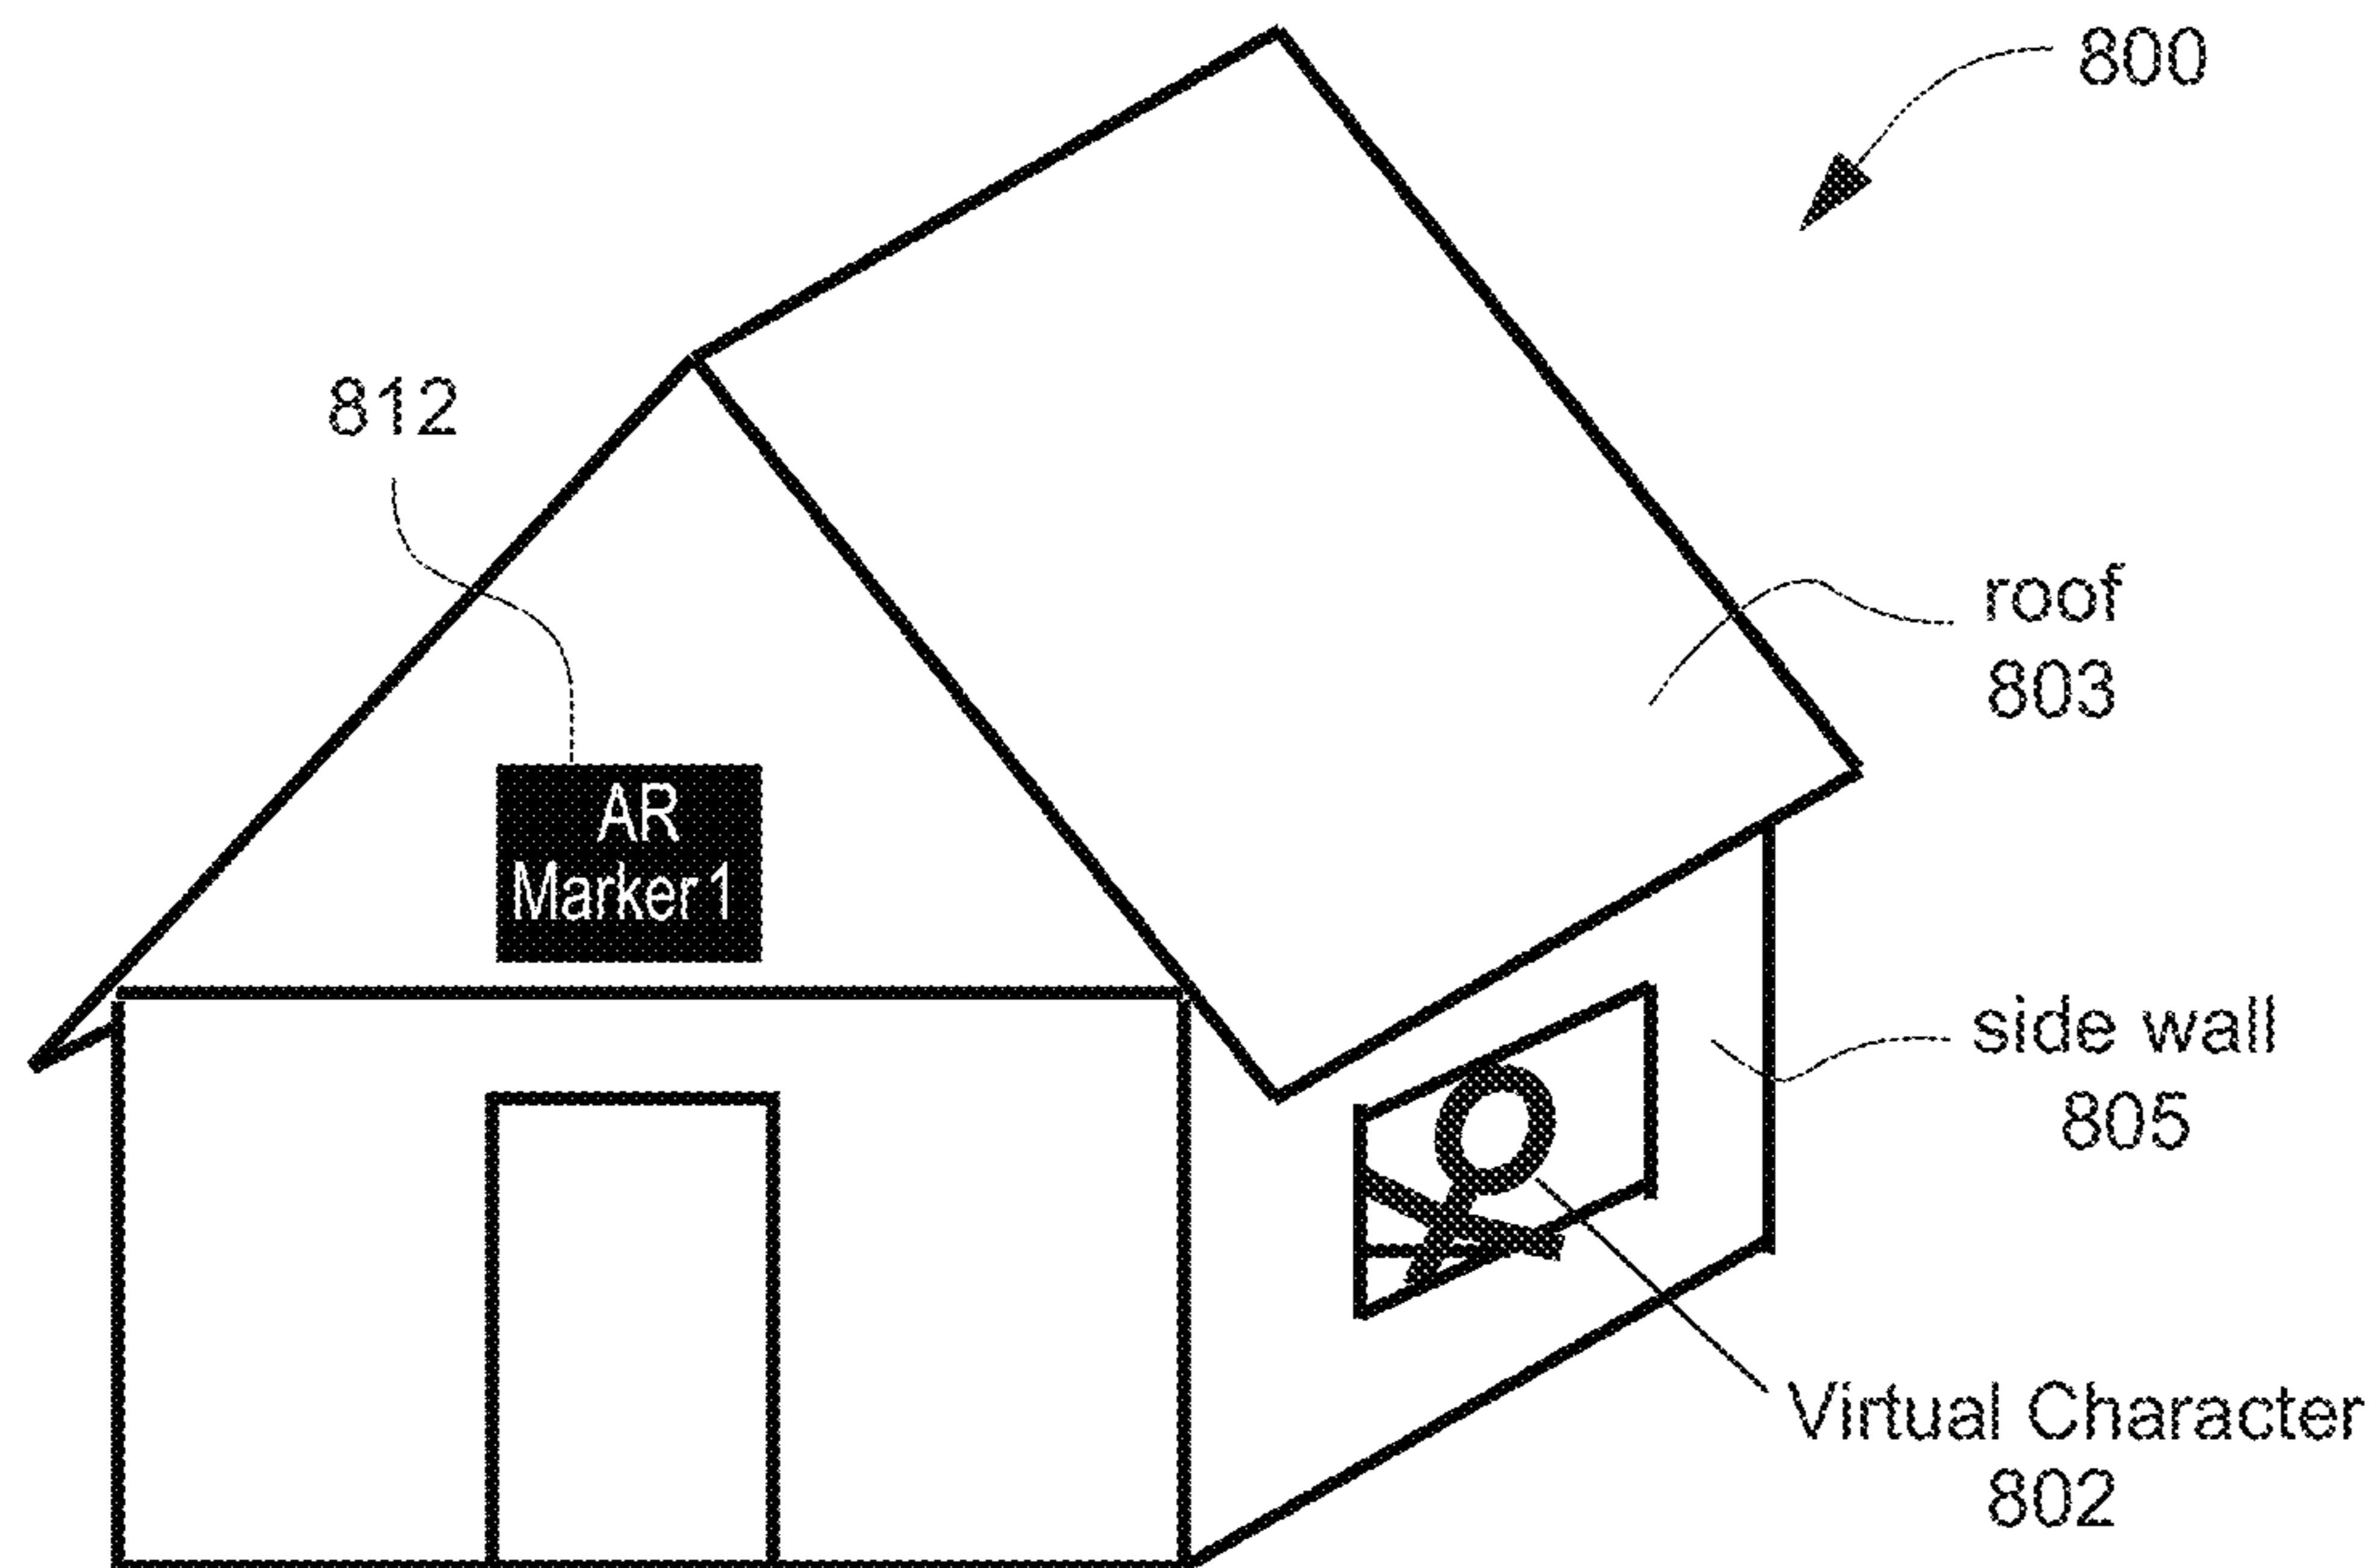 800
812
roof
803
AR
Marker 1
side wall
805
Virtual Character
802